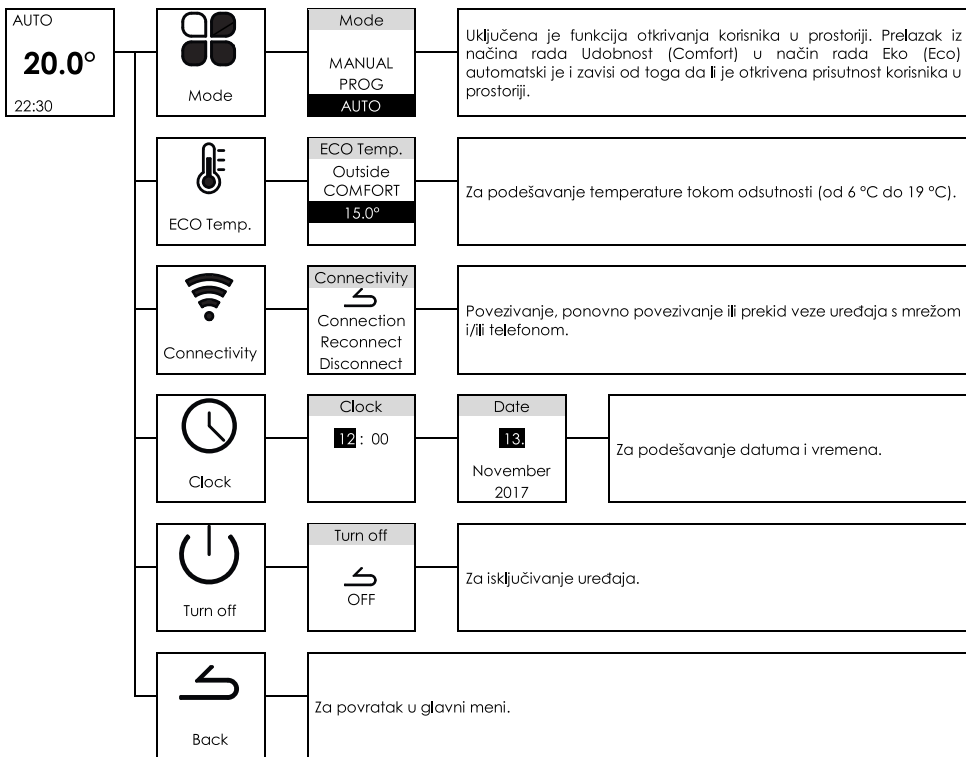 AUTO
20.0°
22:30
Mode
Mode
MANUAL
PROG
AUTO
Uključena je funkcija otkrivanja korisnika u prostoriji. Prelazak iz
načina rada Udobnost (Comfort) u način rada Eko (Eco)
automatski je i zavisi od toga da li je otkrivena prisutnost korisnika u
prostoriji.
ECO Temp.
ECO Temp.
Outside
COMFORT
15.0°
Za podešavanje temperature tokom odsutnosti (od 6 °C do 19 °C).
Connectivity
Connectivity
Connection
Reconnect
Disconnect
Povezivanje, ponovno povezivanje ili prekid veze uređaja s mrežom
i/ili telefonom.
Clock
Clock
12 : 00
Date
13.
November
2017
Za podešavanje datuma i vremena.
Turn off
Turn off
OFF
Za isključivanje uređaja.
Back
Za povratak u glavni meni.